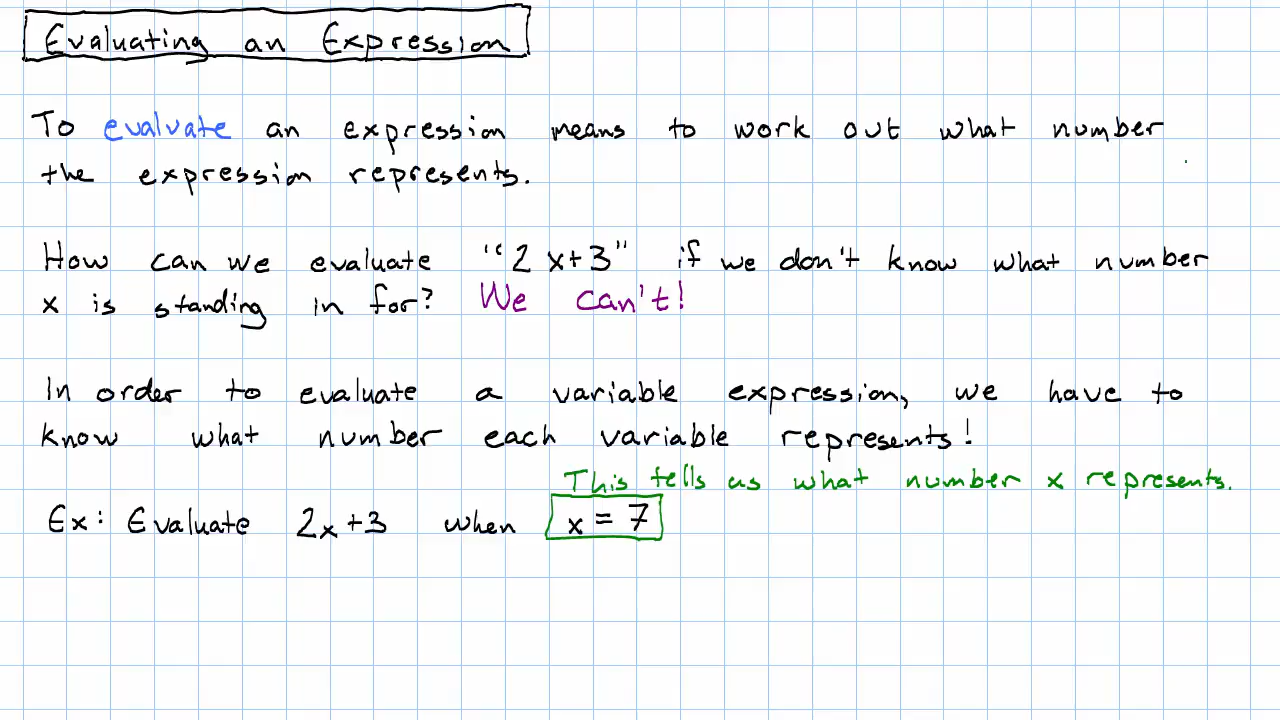 Evaluating an Expression
To evaluate an expression means to work out what number
the expression represents.
How can we evaluate "2x+3" if we don't know what number
x is standing in for? We can't!
In order to evaluate a variable expression, we have to
know what number each variable represents!
This tells us what number x represents.
Ex: Evaluate 2x+3 when x = 7